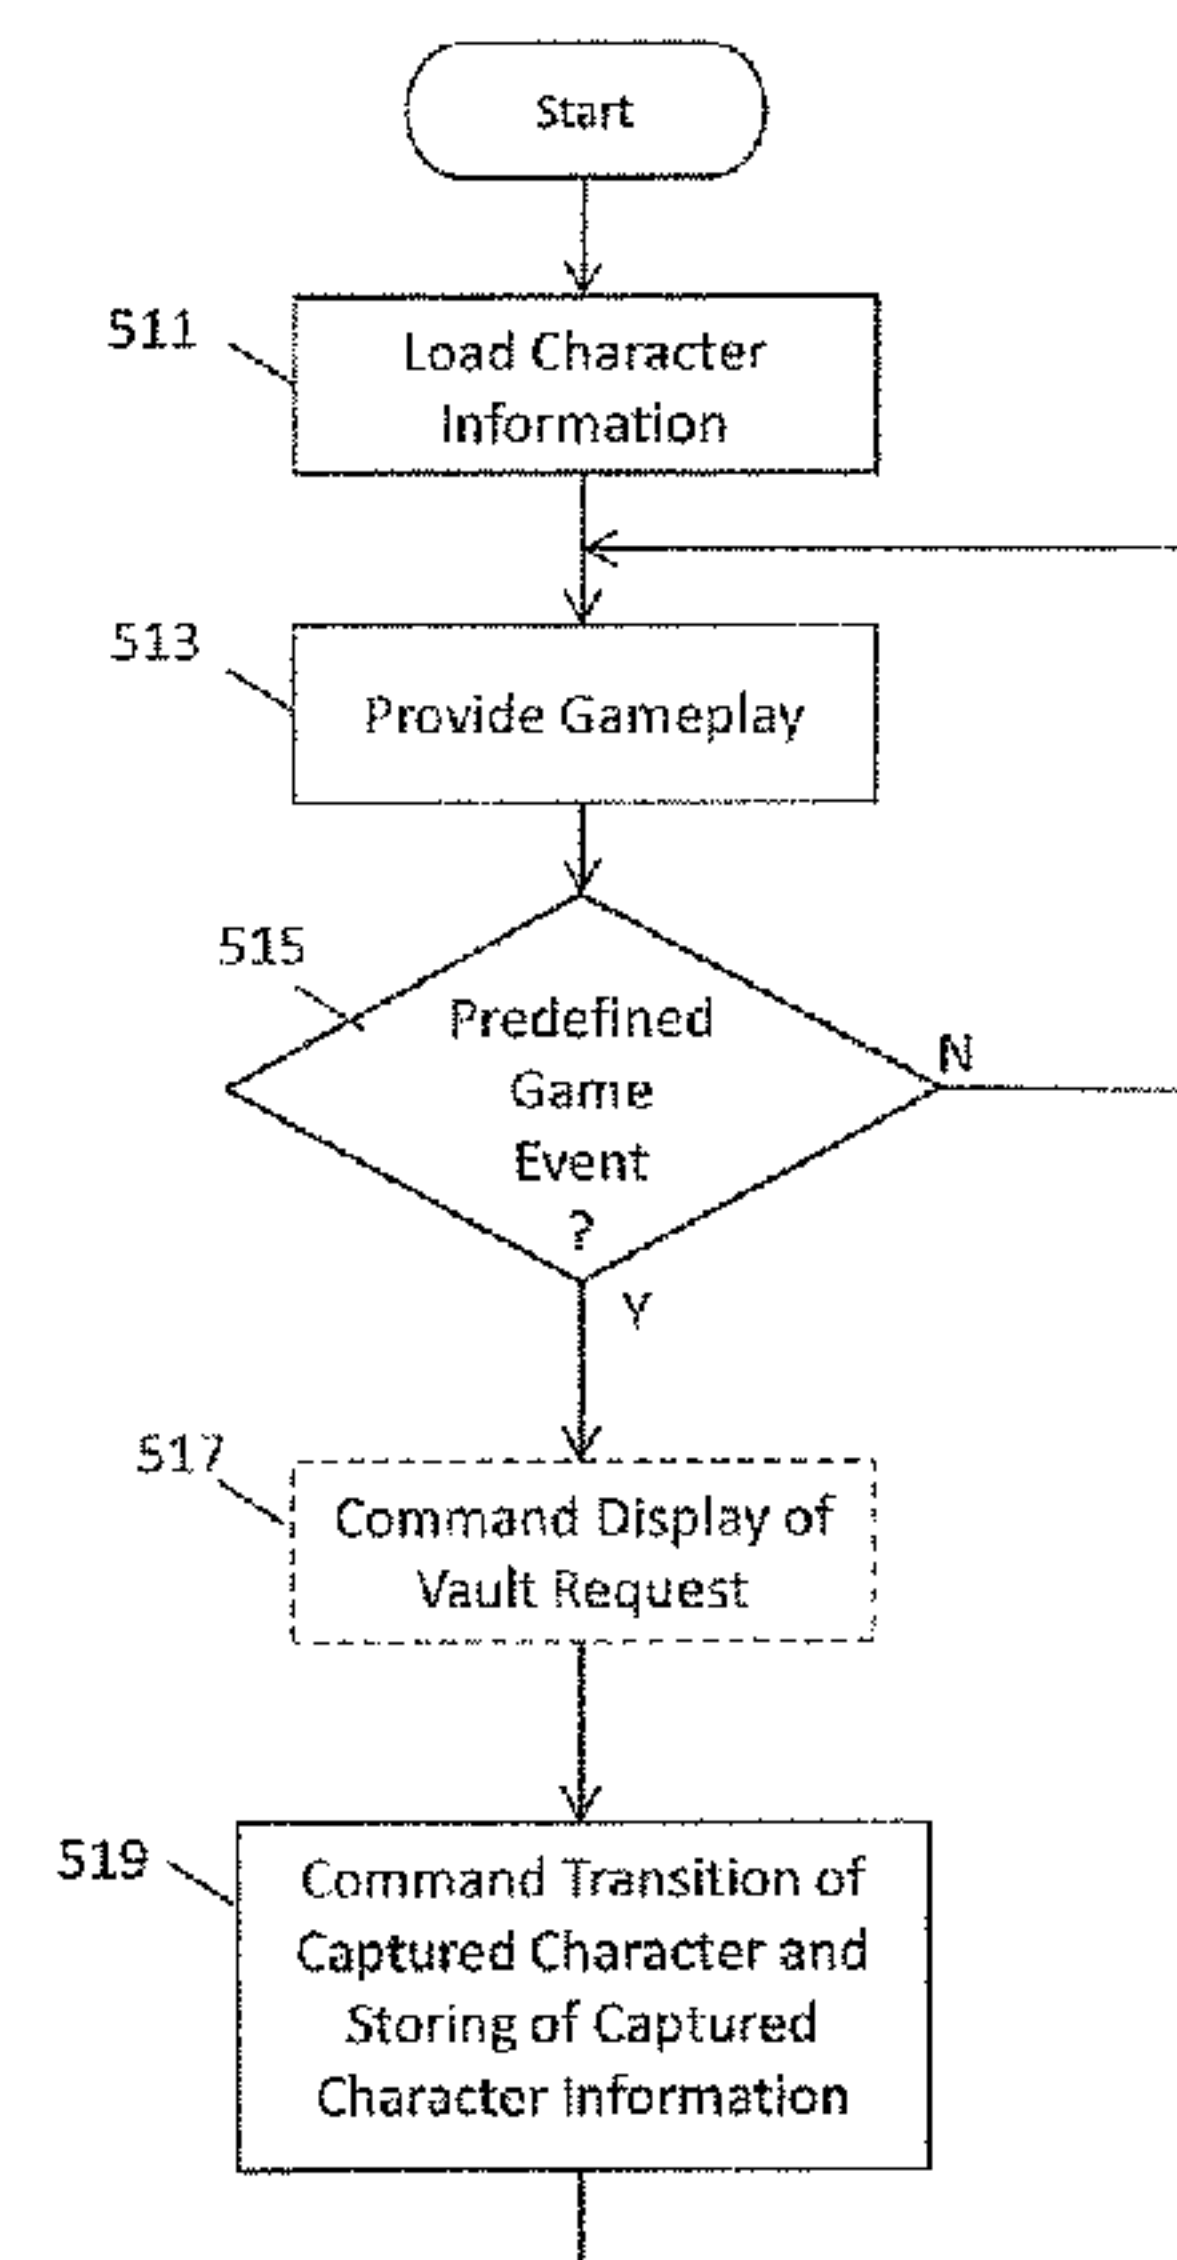 Start
511
Load Character
Information
513
Provide Gameplay
515
Predefined
Game
Event
?
N
Y
517
Command Display of
Vault Request
519
Command Transition of
Captured Character and
Storing of Captured
Character Information